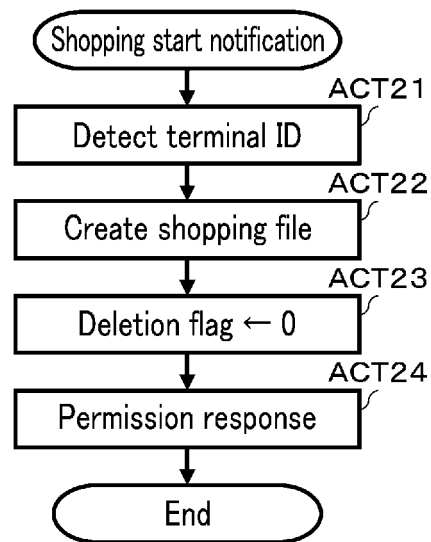 Shopping start notification
ACT21
Detect terminal ID
ACT22
Create shopping file
ACT23
Deletion flag ← 0
ACT24
Permission response
End